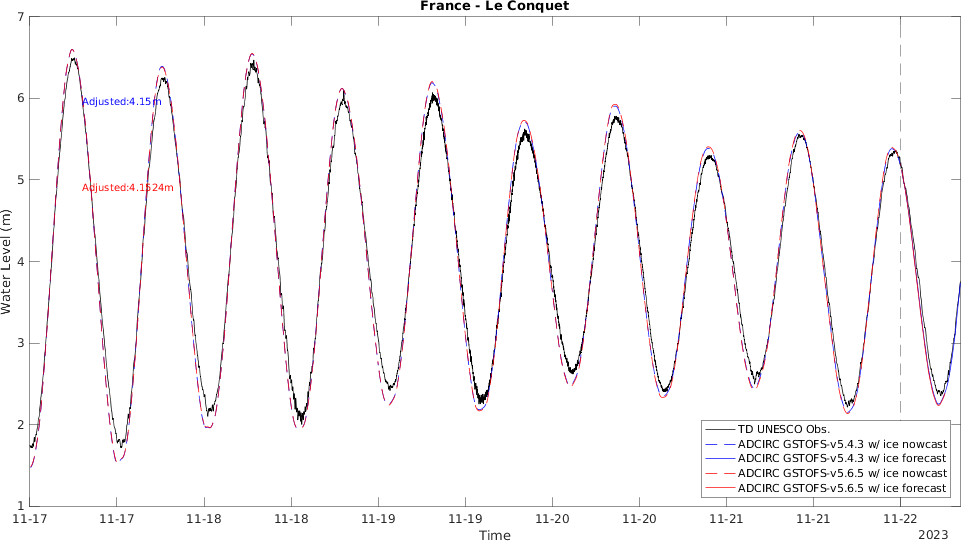 France - Le Conquet
7
6
5
4
3
2
1
Water Level (m)
Adjusted:4.15m
Adjusted:4.1524m
TD UNESCO Obs.
ADCIRC GSTOFS-v5.4.3 w/ ice nowcast
ADCIRC GSTOFS-v5.4.3 w/ ice forecast
ADCIRC GSTOFS-v5.6.5 w/ ice nowcast
ADCIRC GSTOFS-v5.6.5 w/ ice forecast
11-17 11-17 11-18 11-18 11-19 11-19 11-20 11-20 11-21 11-21 11-22
Time
2023